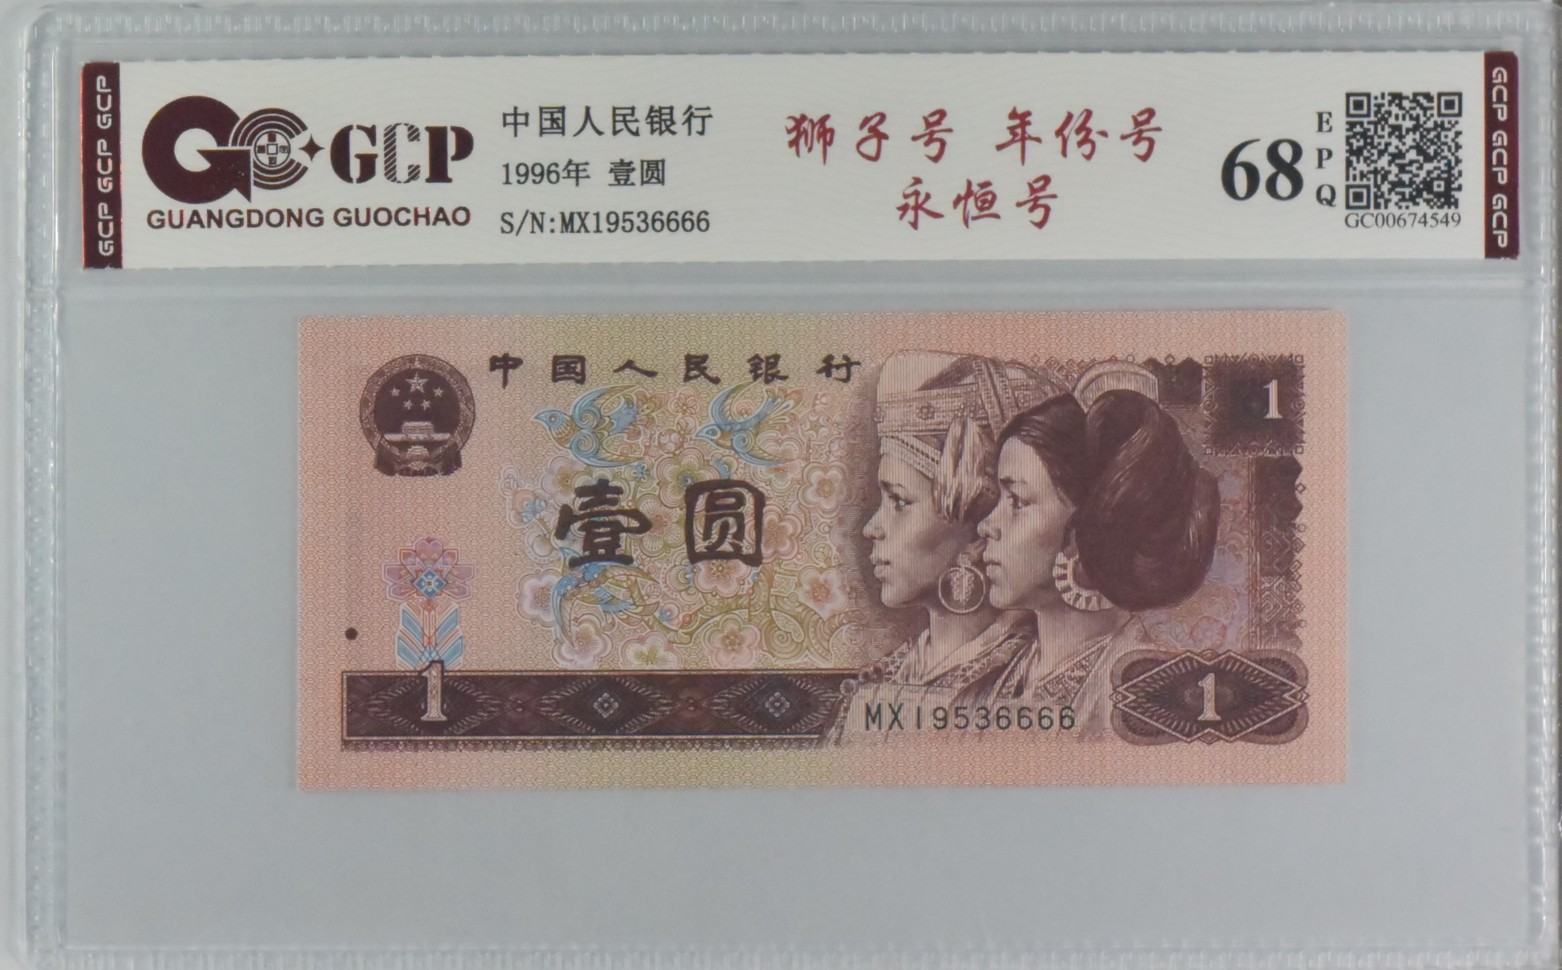 GCP GCP GCP
GCP
GUANGDONG GUOCHAO
中国人民银行
1996年 壹圆
S/N:MX19536666
狮子号 年份号
永恒号
68
EPQ
GC00674549
GCP GCP GCP
中国人民银行
1
壹圆
1
MX19536666
1